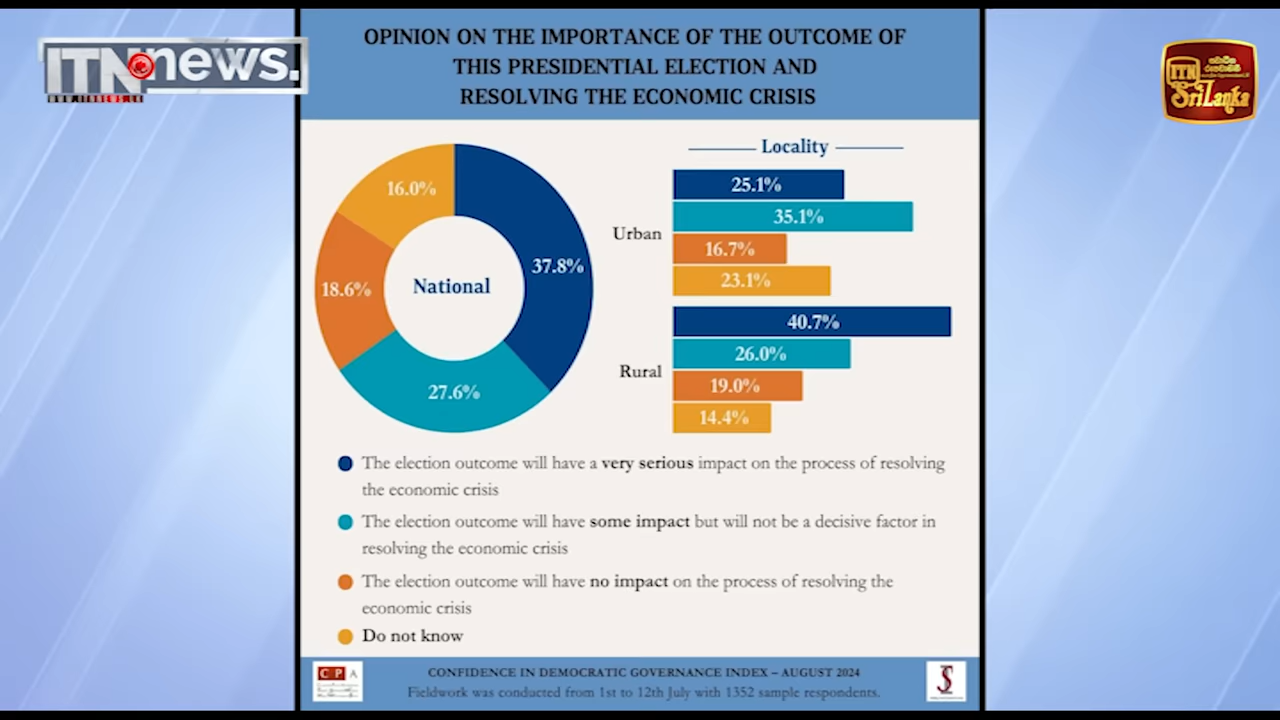 ITN news.
WWW.ITNNEWS.LK
ITN
Sri Lanka
OPINION ON THE IMPORTANCE OF THE OUTCOME OF
THIS PRESIDENTIAL ELECTION AND
RESOLVING THE ECONOMIC CRISIS
16.0%
37.8%
18.6%
National
27.6%
Locality
Urban
25.1%
35.1%
16.7%
23.1%
Rural
40.7%
26.0%
19.0%
14.4%
The election outcome will have a very serious impact on the process of resolving
the economic crisis
The election outcome will have some impact but will not be a decisive factor in
resolving the economic crisis
The election outcome will have no impact on the process of resolving the
economic crisis
Do not know
CPA
CONFIDENCE IN DEMOCRATIC GOVERNANCE INDEX – AUGUST 2024
Fieldwork was conducted from 1st to 12th July with 1352 sample respondents.